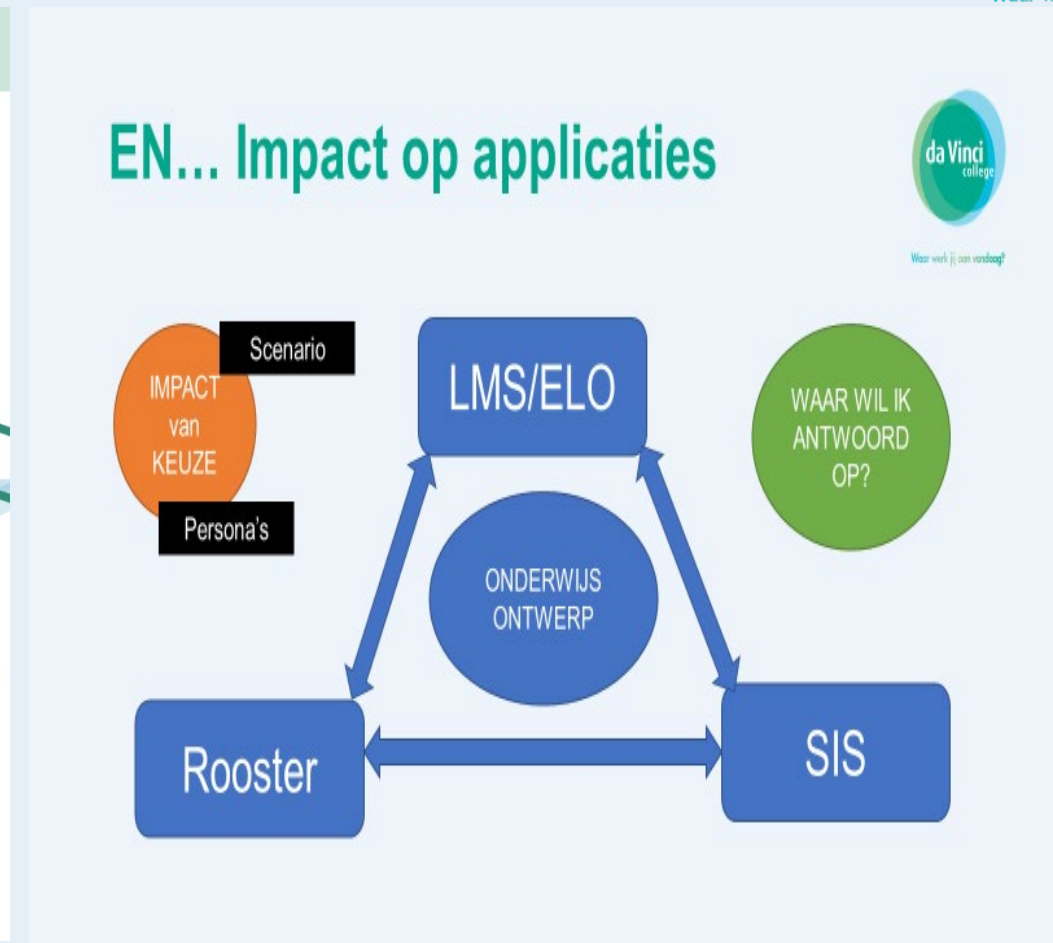 EN... Impact op applicaties
da Vinci
college
Waar werk jij aan vandaag?
Scenario
IMPACT
van
KEUZE
Persona's
LMS/ELO
WAAR WIL IK
ANTWOORD
OP?
ONDERWIJS
ONTWERP
Rooster
SIS